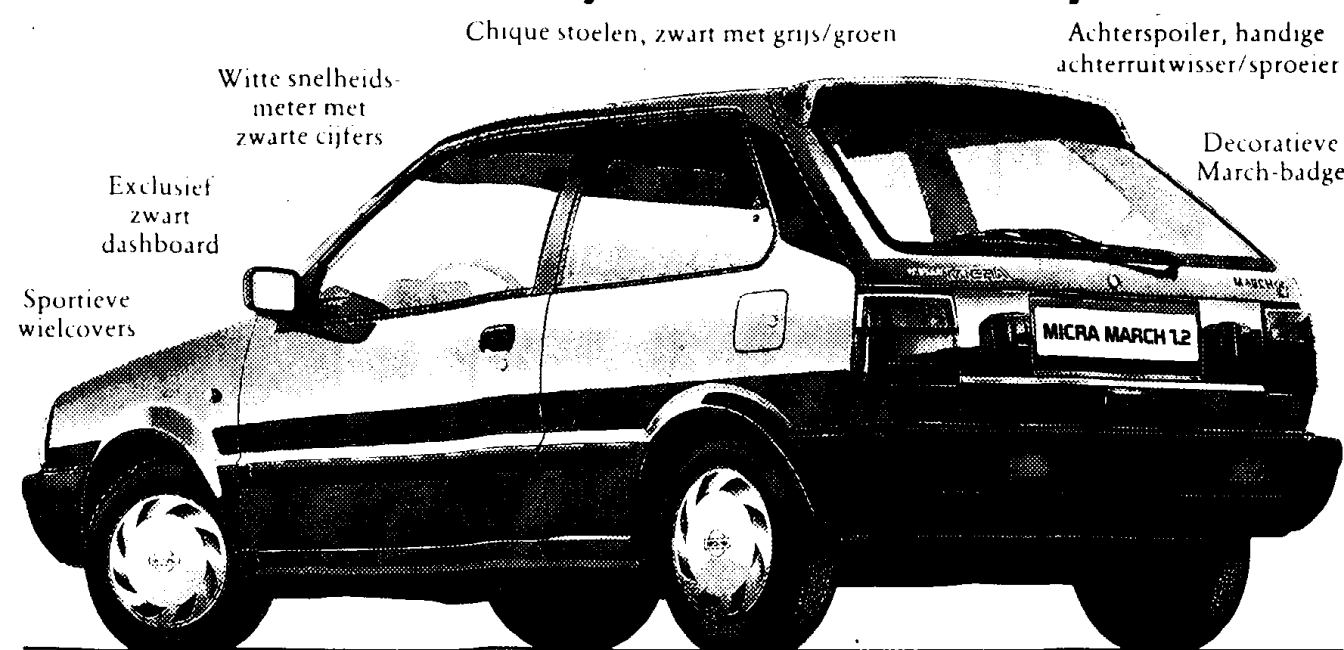 Chique stoelen, zwart met grijs/groen
Achterspoiler, handige
achterruitwisser/sproeier
Witte snelheids-
meter met
zwarte cijfers
Decoratieve
March-badge
Exclusief
zwart
dashboard
Sportieve
wielcovers
MICRA
MARCH
MICRA MARCH 1.2